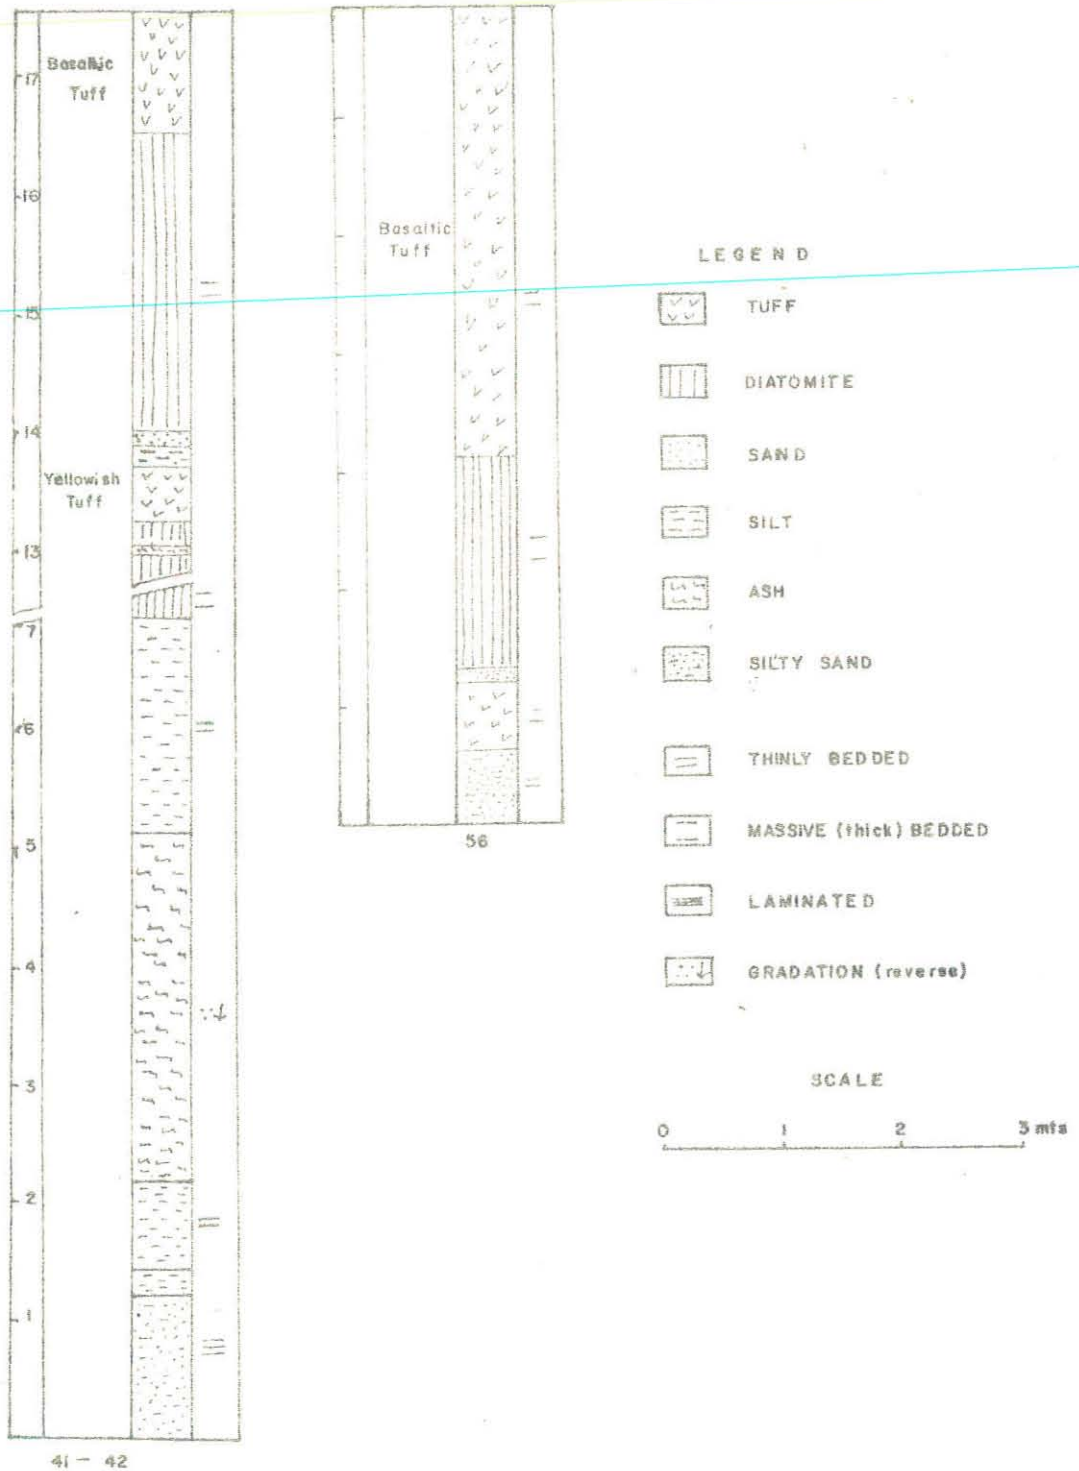 Basaltic
Tuff
17
16
15
14
Yellowish
Tuff
13
7
6
5
4
3
2
1
41 - 42
Basaltic
Tuff
56
LEGEND
TUFF
DIATOMITE
SAND
SILT
ASH
SILTY SAND
THINLY BEDDED
MASSIVE (thick) BEDDED
LAMINATED
GRADATION (reverse)
SCALE
0 1 2 3 mts